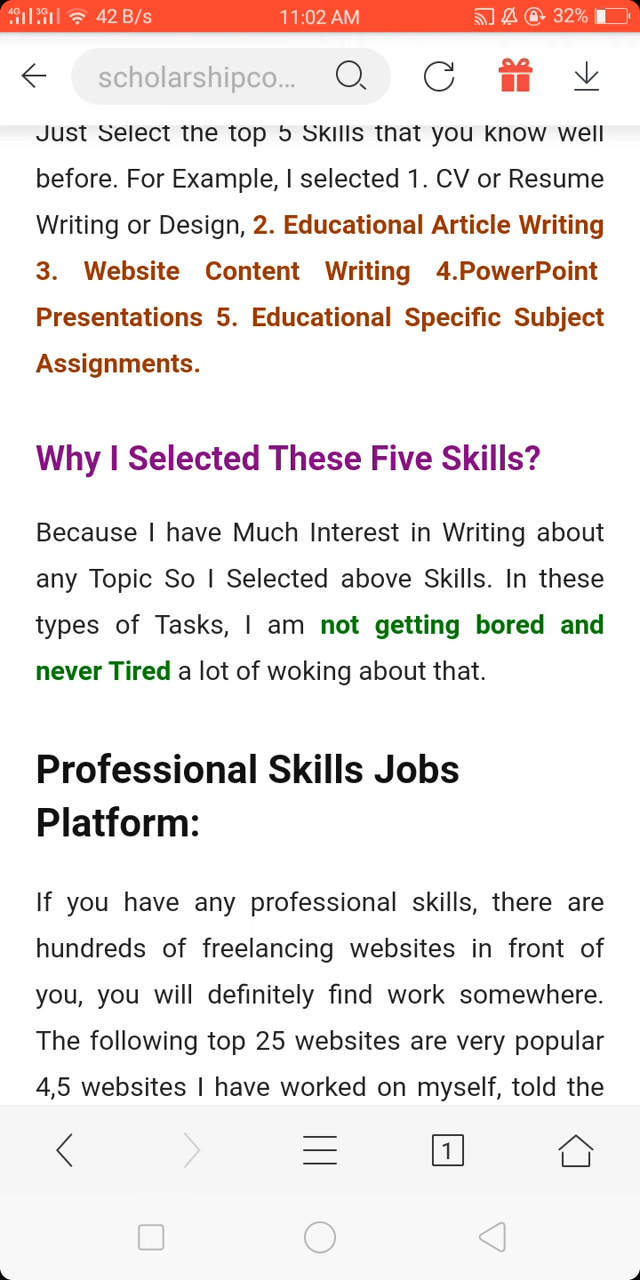 4G 3G 42 B/s 11:02 AM 32%
scholarshipco...
Just Select the top 5 Skills that you know well
before. For Example, I selected 1. CV or Resume
Writing or Design, 2. Educational Article Writing
3. Website Content Writing 4.PowerPoint
Presentations 5. Educational Specific Subject
Assignments.
Why I Selected These Five Skills?
Because I have Much Interest in Writing about
any Topic So I Selected above Skills. In these
types of Tasks, I am not getting bored and
never Tired a lot of woking about that.
Professional Skills Jobs
Platform:
If you have any professional skills, there are
hundreds of freelancing websites in front of
you, you will definitely find work somewhere.
The following top 25 websites are very popular
4,5 websites I have worked on myself, told the
1